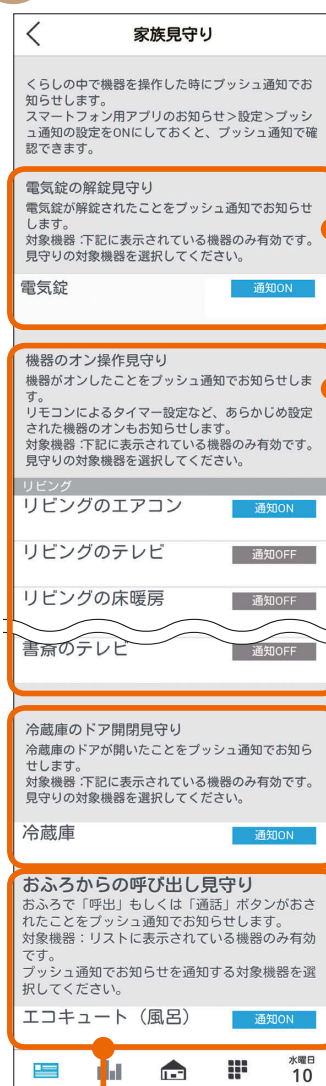 家族見守り
くらしの中で機器を操作した時にプッシュ通知でお
知らせします。
スマートフォン用アプリのお知らせ＞設定＞プッシ
ュ通知の設定をONにしておくと、プッシュ通知で確
認できます。
電気錠の解錠見守り
電気錠が解錠されたことをプッシュ通知でお知らせ
します。
対象機器：下記に表示されている機器のみ有効です。
見守りの対象機器を選択してください。
電気錠 通知ON
機器のオン操作見守り
機器がオンしたことをプッシュ通知でお知らせしま
す。
リモコンによるタイマー設定など、あらかじめ設定
された機器のオンもお知らせします。
対象機器：下記に表示されている機器のみ有効です。
見守りの対象機器を選択してください。
リビング
リビングのエアコン 通知ON
リビングのテレビ 通知OFF
リビングの床暖房 通知OFF
書斎のテレビ 通知OFF
冷蔵庫のドア開閉見守り
冷蔵庫のドアが開いたことをプッシュ通知でお知ら
せします。
対象機器：下記に表示されている機器のみ有効です。
見守りの対象機器を選択してください。
冷蔵庫 通知ON
おふろからの呼び出し見守り
おふろで「呼出」もしくは「通話」ボタンがおさ
れたことをプッシュ通知でお知らせします。
対象機器：リストに表示されている機器のみ有効
です。
プッシュ通知でお知らせを通知する対象機器を選
択してください。
エコキュート（風呂） 通知ON
水曜日
10